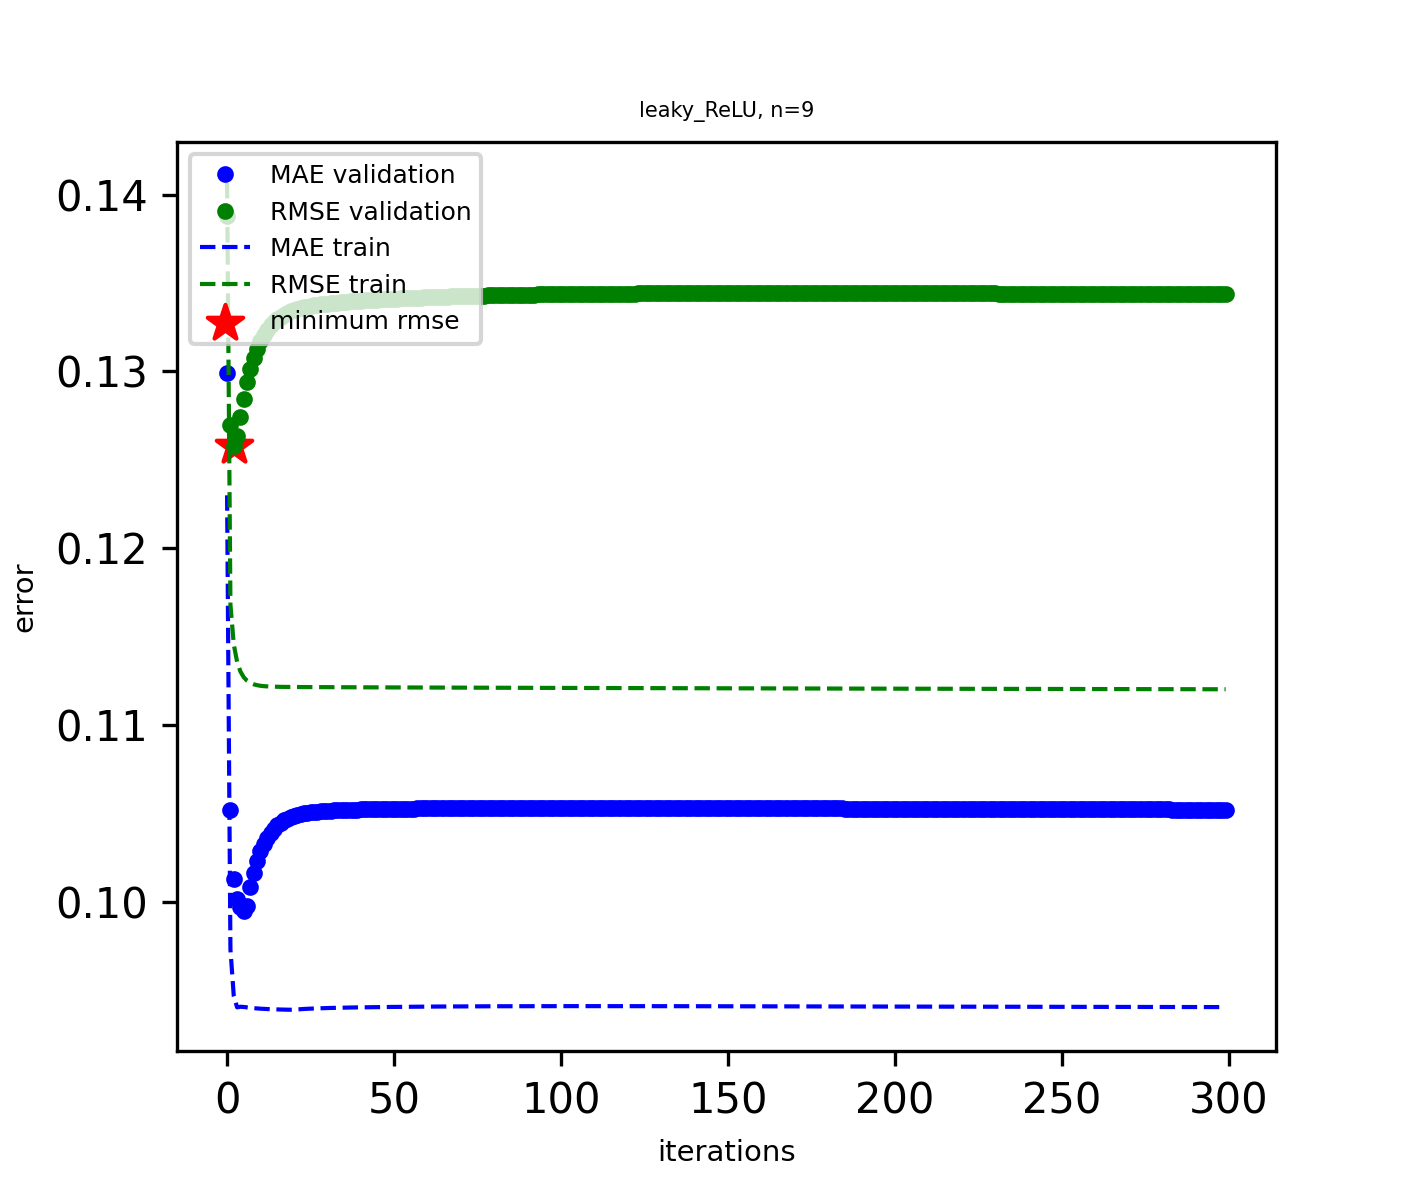 leaky_ReLU, n=9
MAE validation
RMSE validation
MAE train
RMSE train
minimum rmse
0.14
0.13
0.12
0.11
0.10
error
0 50 100 150 200 250 300
iterations